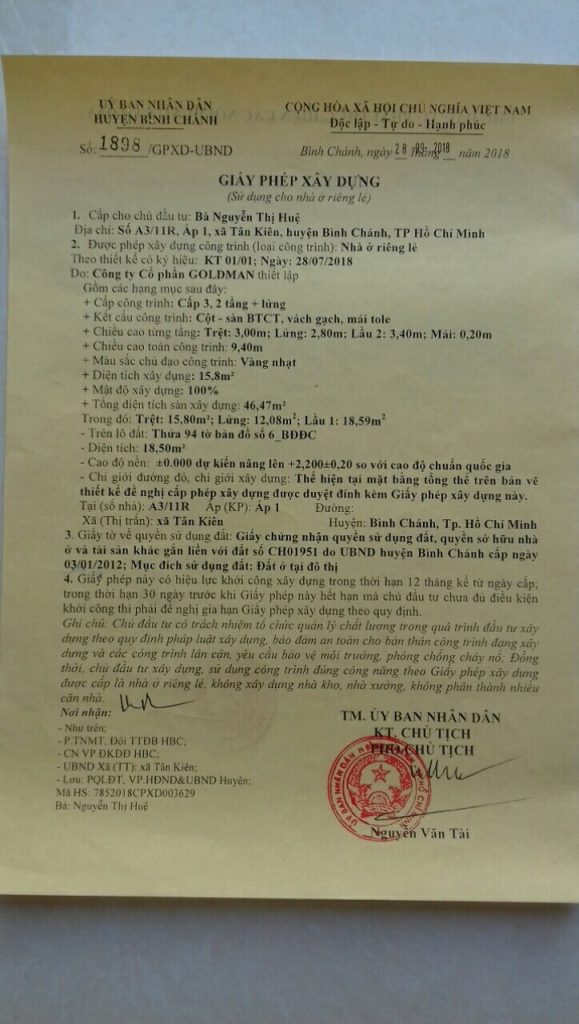 UỶ BAN NHÂN DÂN
HUYỆN BÌNH CHÁNH
Số: 1898 /GPXD-UBND
CỘNG HÒA XÃ HỘI CHỦ NGHĨA VIỆT NAM
Độc lập - Tự do - Hạnh phúc
Bình Chánh, ngày 28 -09- 2018 tháng năm 2018
GIẤY PHÉP XÂY DỰNG
(Sử dụng cho nhà ở riêng lẻ)
1. Cấp cho chủ đầu tư: Bà Nguyễn Thị Huệ
Địa chỉ: Số A3/11R, Ấp 1, xã Tân Kiên, huyện Bình Chánh, TP Hồ Chí Minh
2. Được phép xây dựng công trình (loại công trình): Nhà ở riêng lẻ
Theo thiết kế có ký hiệu: KT 01/01; Ngày: 28/07/2018
Do: Công ty Cổ phần GOLDMAN thiết lập
Gồm các hạng mục sau đây:
+ Cấp công trình: Cấp 3, 2 tầng + lửng
+ Kết cấu công trình: Cột - sàn BTCT, vách gạch, mái tole
+ Chiều cao từng tầng: Trệt: 3,00m; Lửng: 2,80m; Lầu 2: 3,40m; Mái: 0,20m
+ Chiều cao toàn công trình: 9,40m
+ Màu sắc chủ đạo công trình: Vàng nhạt
+ Diện tích xây dựng: 15,8m²
+ Mật độ xây dựng: 100%
+ Tổng diện tích sàn xây dựng: 46,47m²
Trong đó: Trệt: 15,80m²; Lửng: 12,08m²; Lầu 1: 18,59m²
- Trên lô đất: Thửa 94 tờ bản đồ số 6_BĐĐC
- Diện tích: 18,50m²
- Cao độ nền: ±0.000 dự kiến nâng lên +2,200±0,20 so với cao độ chuẩn quốc gia
- Chỉ giới đường đỏ, chỉ giới xây dựng: Thể hiện tại mặt bằng tổng thể trên bản vẽ
thiết kế đề nghị cấp phép xây dựng được duyệt đính kèm Giấy phép xây dựng này.
Tại (số nhà): A3/11R Ấp (KP): Ấp 1 Đường:
Xã (Thị trấn): xã Tân Kiên Huyện: Bình Chánh, Tp. Hồ Chí Minh
3. Giấy tờ về quyền sử dụng đất: Giấy chứng nhận quyền sử dụng đất, quyền sở hữu nhà
ở và tài sản khác gắn liền với đất số CH01951 do UBND huyện Bình Chánh cấp ngày
03/01/2012; Mục đích sử dụng đất: Đất ở tại đô thị
4. Giấy phép này có hiệu lực khởi công xây dựng trong thời hạn 12 tháng kể từ ngày cấp;
trong thời hạn 30 ngày trước khi Giấy phép này hết hạn mà chủ đầu tư chưa đủ điều kiện
khởi công thì phải đề nghị gia hạn Giấy phép xây dựng theo quy định.
Ghi chú: Chủ đầu tư có trách nhiệm tổ chức quản lý chất lượng trong quá trình đầu tư xây
dựng theo quy định pháp luật xây dựng, bảo đảm an toàn cho bản thân công trình đang xây
dựng và các công trình lân cận, yêu cầu bảo vệ môi trường, phòng chống cháy nổ. Đồng
thời, chủ đầu tư xây dựng, sử dụng công trình đúng công năng theo Giấy phép xây dựng
được cấp là nhà ở riêng lẻ, không xây dựng nhà kho, nhà xưởng, không phân thành nhiều
căn nhà.
Nơi nhận:
- Như trên;
- P.TNMT, Đội TTĐB HBC;
- CN VP ĐKĐĐ HBC;
- UBND Xã (TT): xã Tân Kiên;
- Lưu: PQLĐT, VP.HĐND&UBND Huyện;
Mã HS: 7852018CPXD003629
Bà: Nguyễn Thị Huệ
TM. ỦY BAN NHÂN DÂN
KT. CHỦ TỊCH
PHÓ CHỦ TỊCH
Nguyễn Văn Tài